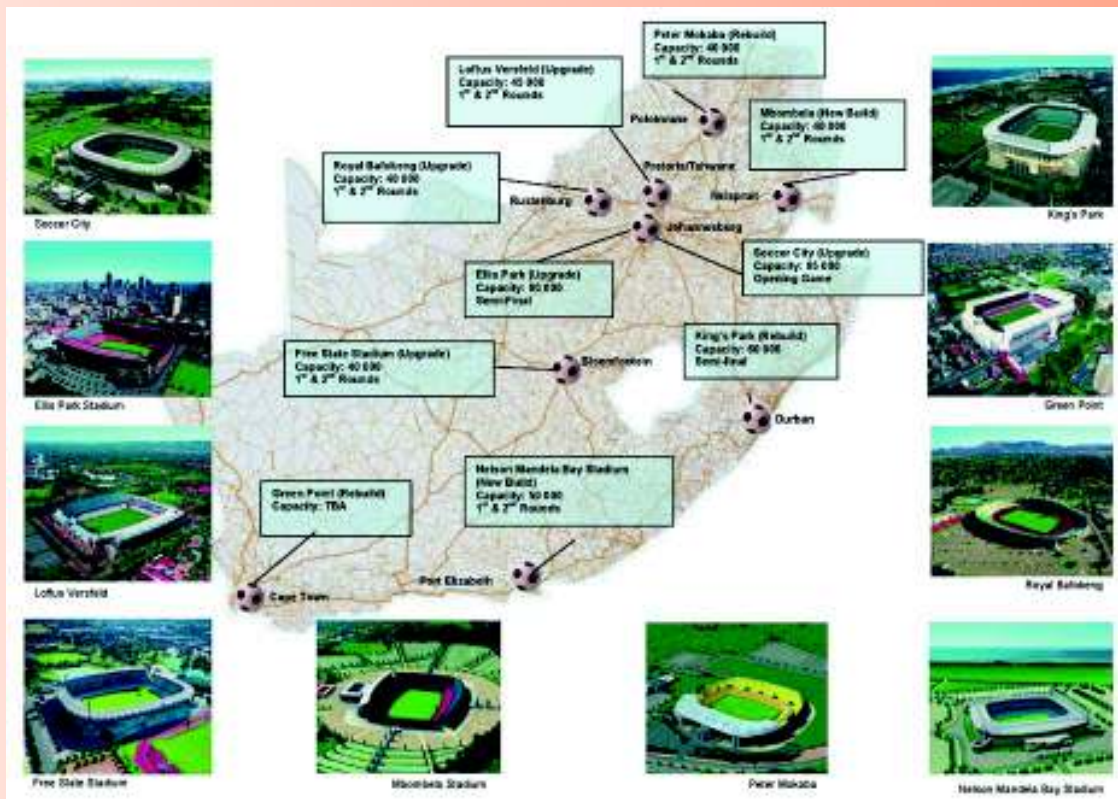 Peter Mokaba (Rebuild)
Capacity: 40 000
1st & 2nd Rounds
Loftus Versfeld (Upgrade)
Capacity: 45 000
1st & 2nd Rounds
Mbombela (New Build)
Capacity: 40 000
1st & 2nd Rounds
Polokwane
Royal Bafokeng (Upgrade)
Capacity: 40 000
1st & 2nd Rounds
Pretoria/Tshwane
Rustenburg
Nelspruit
Johannesburg
Soccer City
King's Park
Ellis Park (Upgrade)
Capacity: 60 000
Semi-Final
Soccer City (Upgrade)
Capacity: 95 000
Opening Game
Free State Stadium (Upgrade)
Capacity: 40 000
1st & 2nd Rounds
Bloemfontein
King's Park (Rebuild)
Capacity: 60 000
Semi-final
Durban
Ellis Park Stadium
Green Point
Green Point (Rebuild)
Capacity: TBA
Nelson Mandela Bay Stadium
(New Build)
Capacity: 50 000
1st & 2nd Rounds
Port Elizabeth
Cape Town
Loftus Versfeld
Royal Bafokeng
Free State Stadium
Mbombela Stadium
Peter Mokaba
Nelson Mandela Bay Stadium